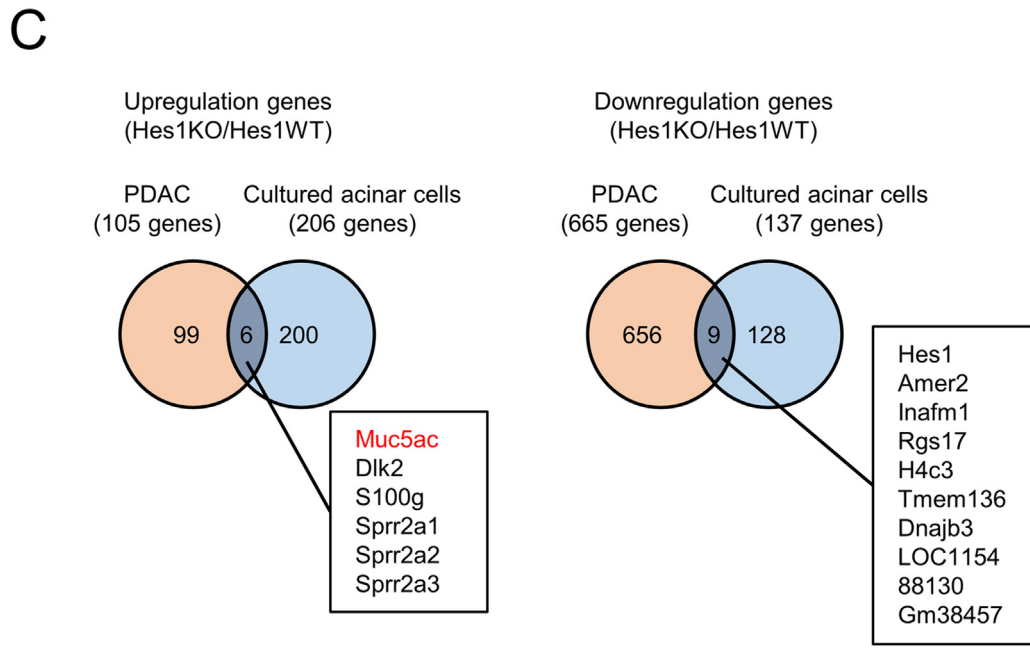 C
Upregulation genes
(Hes1KO/Hes1WT)
PDAC
(105 genes)
Cultured acinar cells
(206 genes)
99
6
200
Muc5ac
Dlk2
S100g
Sprr2a1
Sprr2a2
Sprr2a3
Downregulation genes
(Hes1KO/Hes1WT)
PDAC
(665 genes)
Cultured acinar cells
(137 genes)
656
9
128
Hes1
Amer2
Inafm1
Rgs17
H4c3
Tmem136
Dnajb3
LOC1154
88130
Gm38457